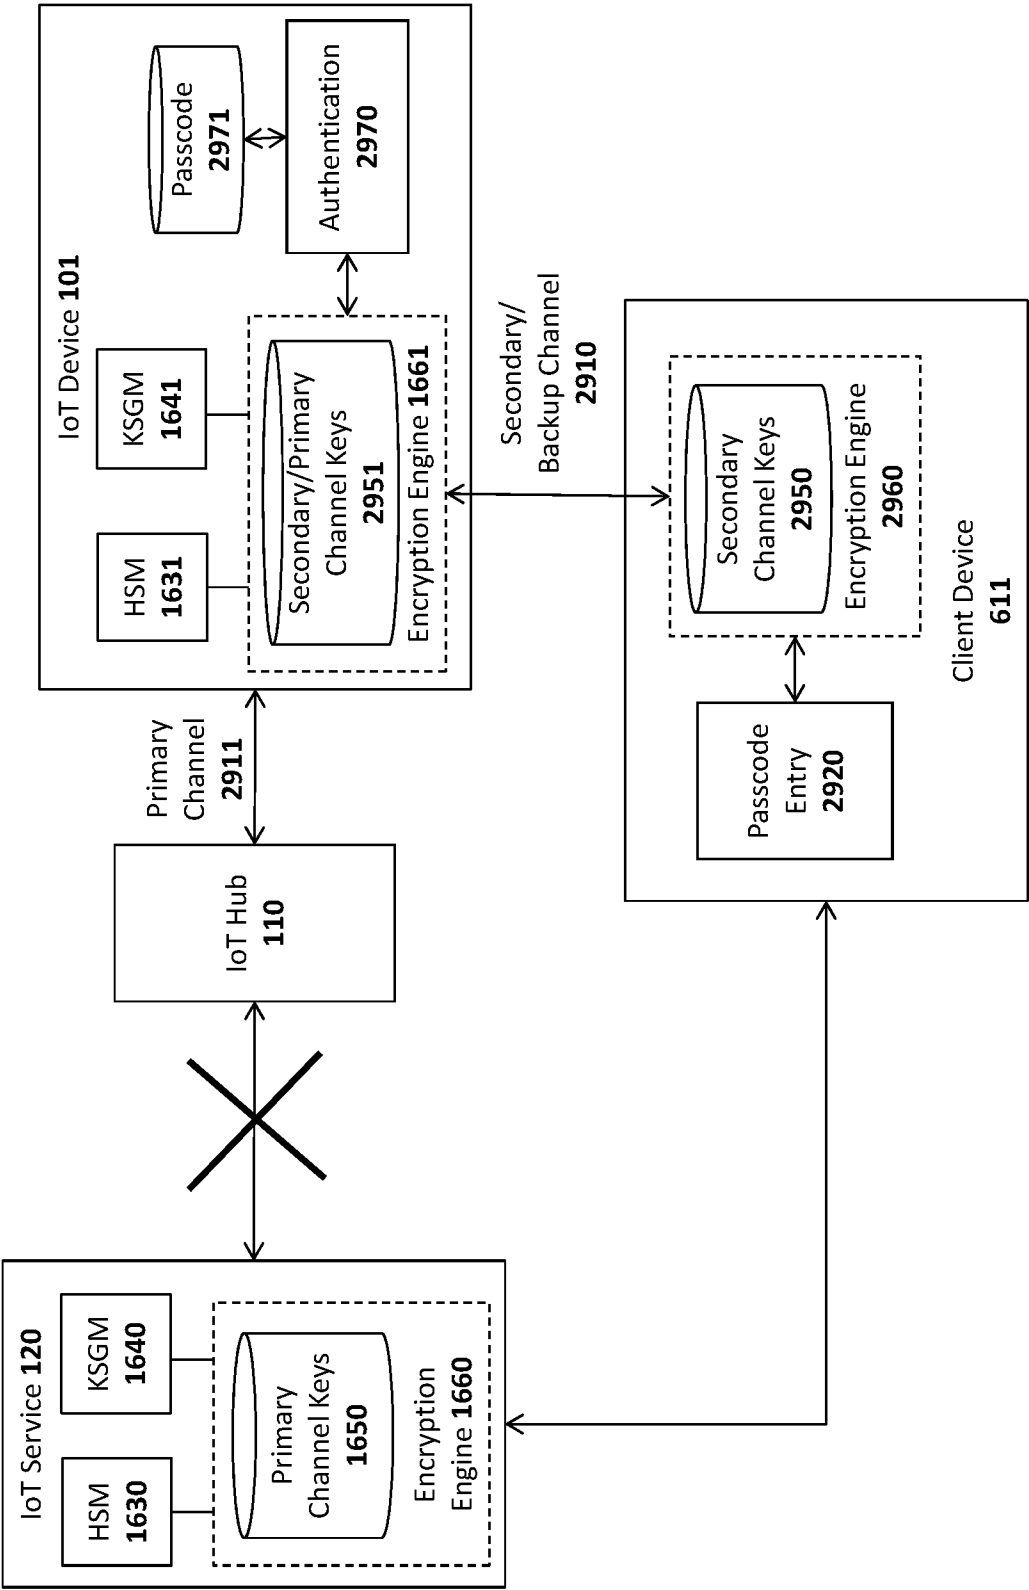 IoT Service 120
HSM
1630
KSGM
1640
Primary
Channel Keys
1650
Encryption
Engine 1660
IoT Hub
110
Primary
Channel
2911
IoT Device 101
HSM
1631
KSGM
1641
Secondary/Primary
Channel Keys
2951
Encryption Engine 1661
Passcode
2971
Authentication
2970
Secondary/
Backup Channel
2910
Passcode
Entry
2920
Secondary
Channel Keys
2950
Encryption Engine
2960
Client Device
611